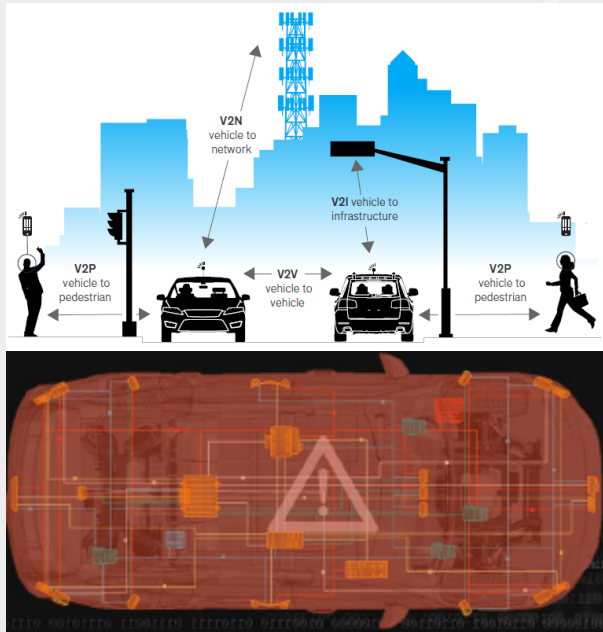 V2N
vehicle to
network
V2I vehicle to
infrastructure
V2P
vehicle to
pedestrian
V2V
vehicle to
vehicle
V2P
vehicle to
pedestrian